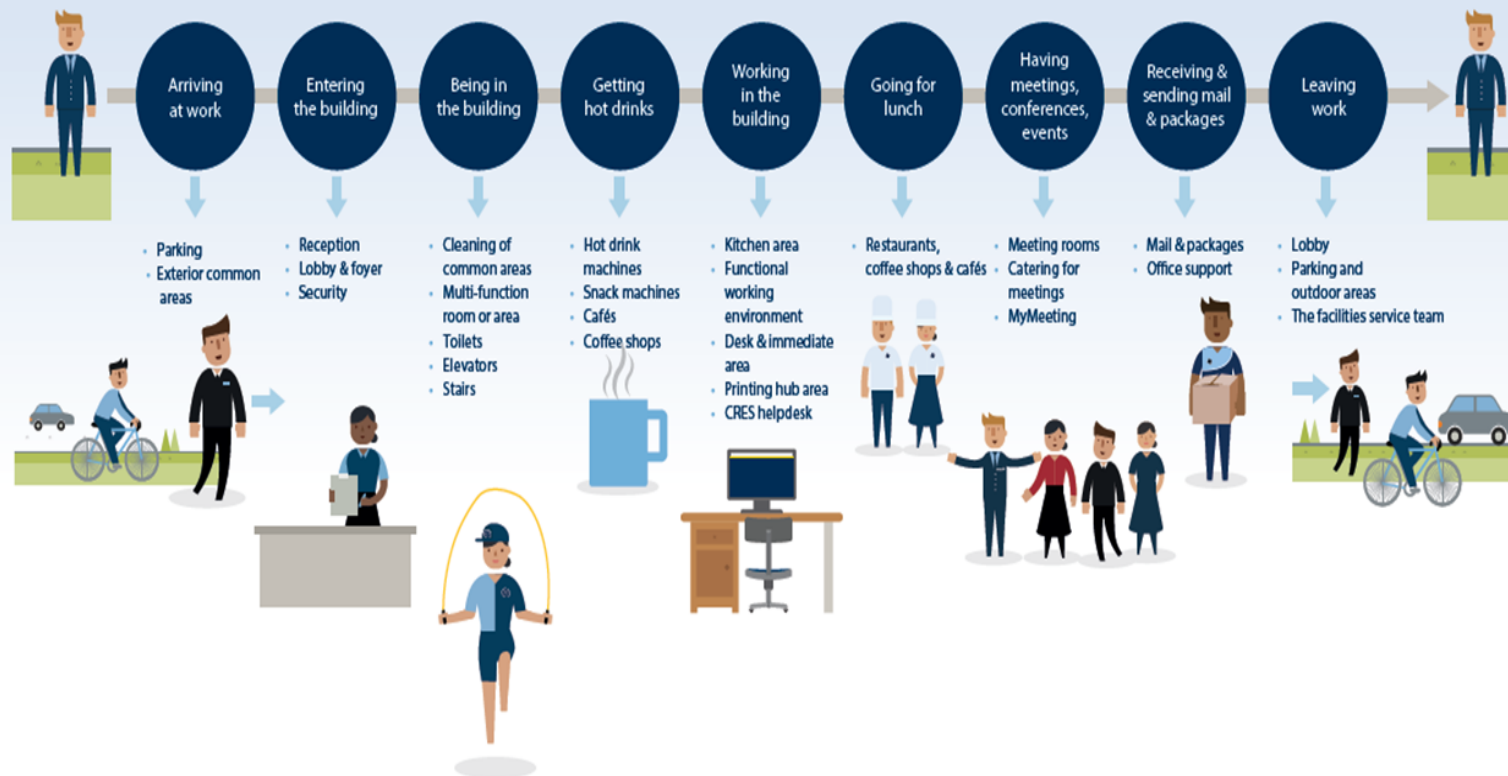 Arriving
at work
Entering
the building
Being in
the building
Getting
hot drinks
Working
in the
building
Going for
lunch
Having
meetings,
conferences,
events
Receiving &
sending mail
& packages
Leaving
work
• Parking
• Exterior common
areas
• Reception
• Lobby & foyer
• Security
• Cleaning of
common areas
• Multi-function
room or area
• Toilets
• Elevators
• Stairs
• Hot drink
machines
• Snack machines
• Cafés
• Coffee shops
• Kitchen area
• Functional
working
environment
• Desk & immediate
area
• Printing hub area
• CRES helpdesk
• Restaurants,
coffee shops & cafés
• Meeting rooms
• Catering for
meetings
• MyMeeting
• Mail & packages
• Office support
• Lobby
• Parking and
outdoor areas
• The facilities service team